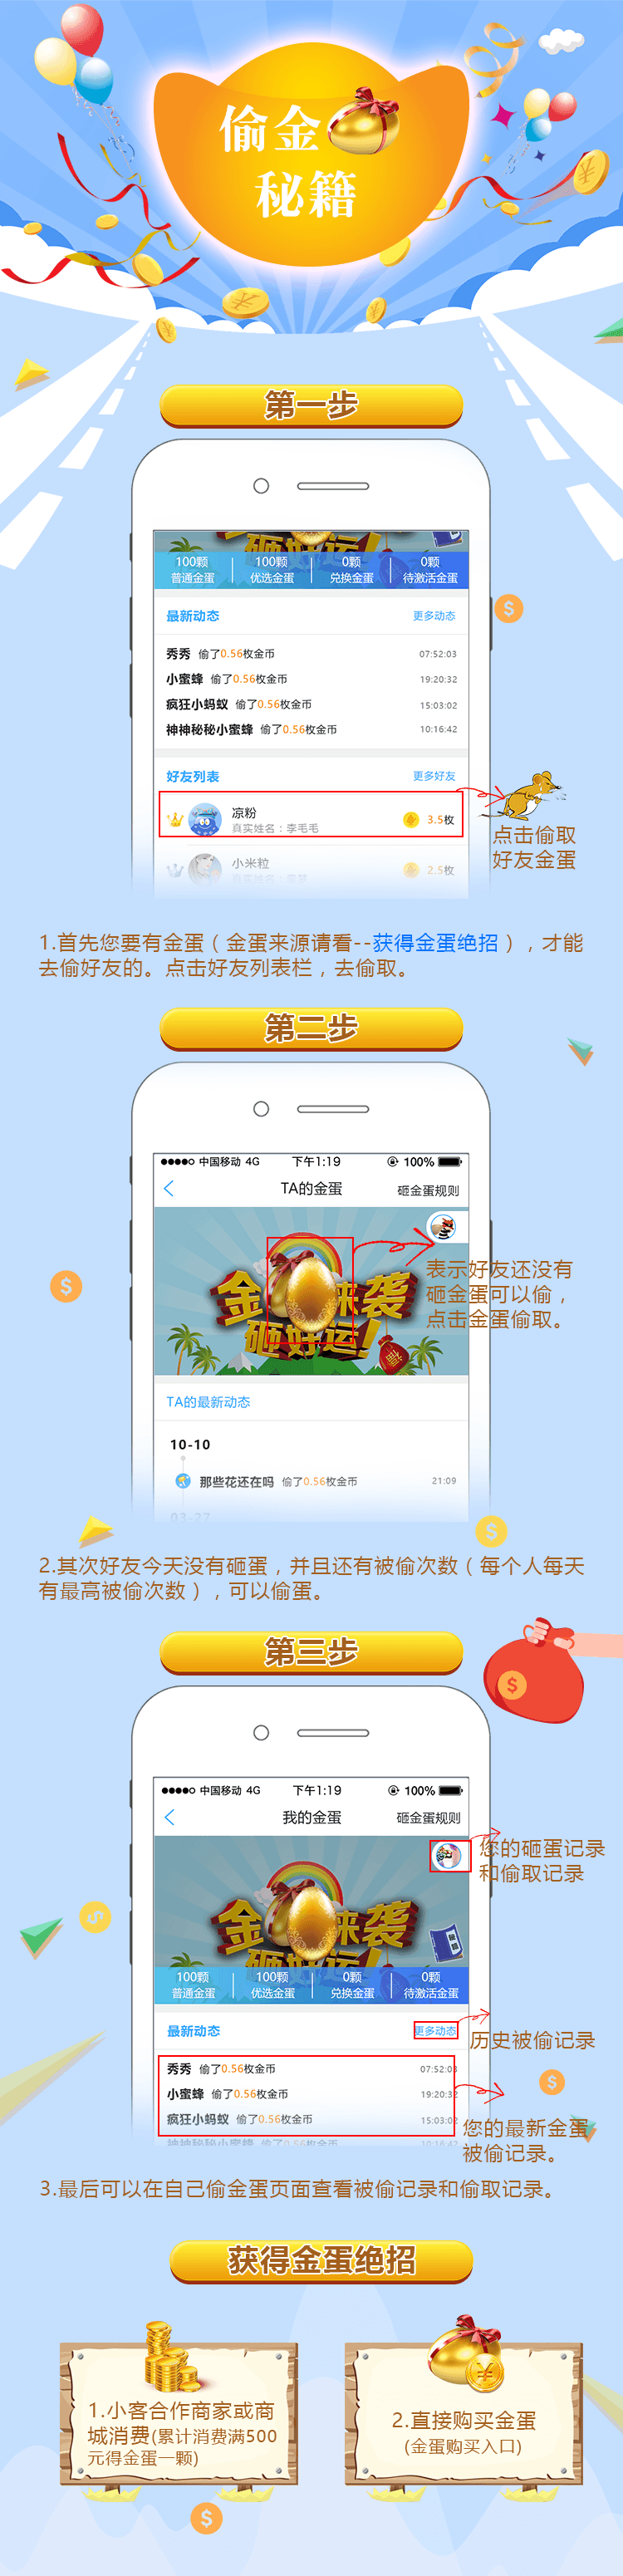 偷金
秘籍
第一步
100颗 100颗 0颗 0颗
普通金蛋 优选金蛋 兑换金蛋 待激活金蛋
最新动态 更多动态
秀秀 偷了0.56枚金币 07:52:03
小蜜蜂 偷了0.56枚金币 19:20:32
疯狂小蚂蚁 偷了0.56枚金币 15:03:02
神神秘秘小蜜蜂 偷了0.56枚金币 10:16:42
好友列表 更多好友
凉粉
真实姓名：李毛毛
3.5枚
点击偷取
好友金蛋
小米粒
2.5枚
1.首先您要有金蛋（金蛋来源请看--获得金蛋绝招），才能
去偷好友的。点击好友列表栏，去偷取。
第二步
中国移动 4G 下午1:19 100%
TA的金蛋 砸金蛋规则
金 来袭
砸好运！
福
表示好友还没有
砸金蛋可以偷，
点击金蛋偷取。
TA的最新动态
10-10
那些花还在吗 偷了0.56枚金币 21:09
03-27
2.其次好友今天没有砸蛋，并且还有被偷次数（每个人每天
有最高被偷次数），可以偷蛋。
第三步
中国移动 4G 下午1:19 100%
我的金蛋 砸金蛋规则
您的砸蛋记录
和偷取记录
金 来袭
砸好运
100颗 100颗 0颗 0颗
普通金蛋 优选金蛋 兑换金蛋 待激活金蛋
最新动态 更多动态
历史被偷记录
秀秀 偷了0.56枚金币 07:52:03
小蜜蜂 偷了0.56枚金币 19:20:32
疯狂小蚂蚁 偷了0.56枚金币 15:03:02
神神秘秘小蜜蜂 偷了0.56枚金币 10:16:42
您的最新金蛋
被偷记录。
3.最后可以在自己偷金蛋页面查看被偷记录和偷取记录。
获得金蛋绝招
1.小客合作商家或商
城消费(累计消费满500
元得金蛋一颗)
2.直接购买金蛋
(金蛋购买入口)